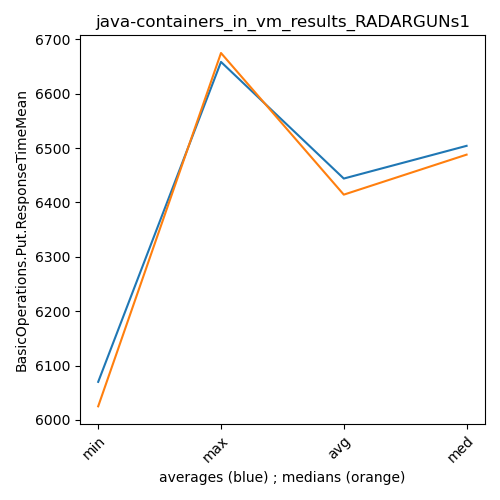 java-containers_in_vm_results_RADARGUNs1
BasicOperations.Put.ResponseTimeMean
6700
6600
6500
6400
6300
6200
6100
6000
min
max
avg
med
averages (blue) ; medians (orange)